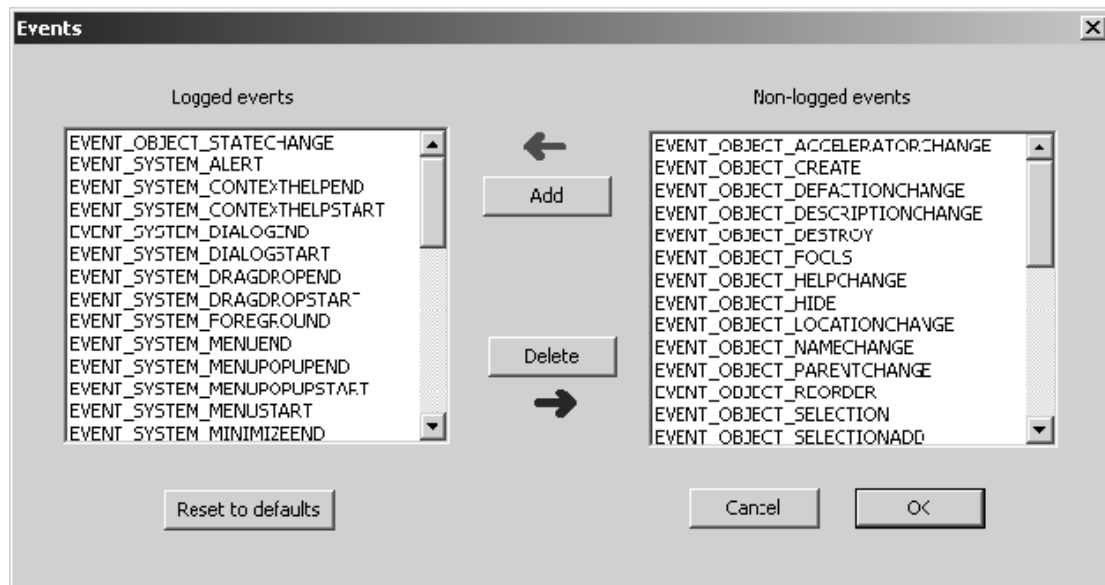 Events
Logged events
EVENT_OBJECT_STATECHANGE
EVENT_SYSTEM_ALERT
EVENT_SYSTEM_CONTEXTHELPEND
EVENT_SYSTEM_CONTEXTHELPSTART
EVENT_SYSTEM_DIALOGEND
EVENT_SYSTEM_DIALOGSTART
EVENT_SYSTEM_DRAGDROPEND
EVENT_SYSTEM_DRAGDROPSTART
EVENT_SYSTEM_FOREGROUND
EVENT_SYSTEM_MENUEND
EVENT_SYSTEM_MENUPOPUPEND
EVENT_SYSTEM_MENUPOPUPSTART
EVENT_SYSTEM_MENUSTART
EVENT_SYSTEM_MINIMIZEEND
Add
Delete
Non-logged events
EVENT_OBJECT_ACCELERATORCHANGE
EVENT_OBJECT_CREATE
EVENT_OBJECT_DEFACTIONCHANGE
EVENT_OBJECT_DESCRIPTIONCHANGE
EVENT_OBJECT_DESTROY
EVENT_OBJECT_FOCUS
EVENT_OBJECT_HELPCHANGE
EVENT_OBJECT_HIDE
EVENT_OBJECT_LOCATIONCHANGE
EVENT_OBJECT_NAMECHANGE
EVENT_OBJECT_PARENTCHANGE
EVENT_OBJECT_REORDER
EVENT_OBJECT_SELECTION
EVENT_OBJECT_SELECTIONADD
Reset to defaults
Cancel
OK